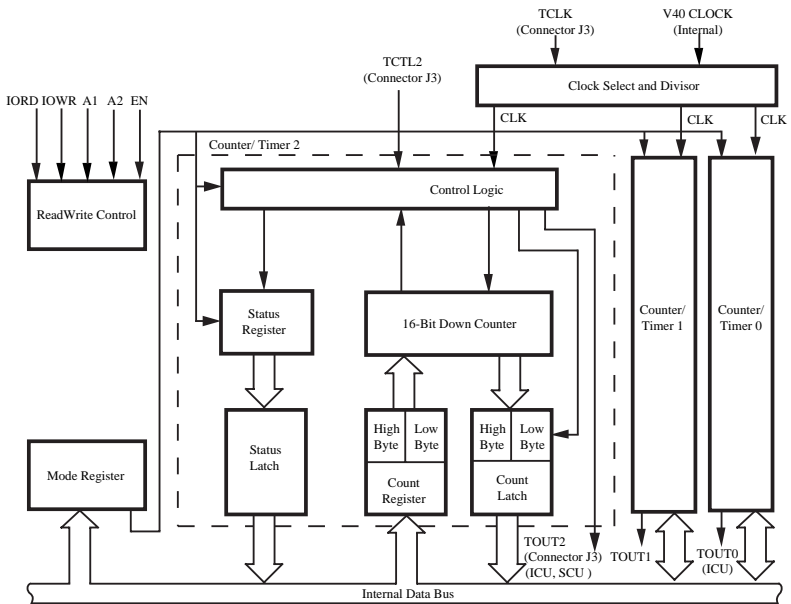 TCLK
(Connector J3)
V40 CLOCK
(Internal)
TCTL2
(Connector J3)
Clock Select and Divisor
IORD IOWR A1 A2 EN
CLK
CLK
CLK
Counter/ Timer 2
Control Logic
ReadWrite Control
Status
Register
16-Bit Down Counter
Counter/
Timer 1
Counter/
Timer 0
High
Byte
Low
Byte
High
Byte
Low
Byte
Status
Latch
Mode Register
Count
Register
Count
Latch
TOUT2
(Connector J3)
(ICU, SCU )
TOUT1
TOUT0
(ICU)
Internal Data Bus